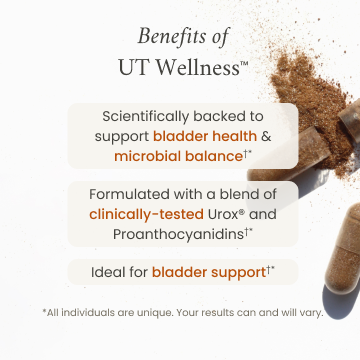 Benefits of
UT Wellness™
Scientifically backed to
support bladder health &
microbial balance†*
Formulated with a blend of
clinically-tested Urox® and
Proanthocyanidins†*
Ideal for bladder support†*
*All individuals are unique. Your results can and will vary.